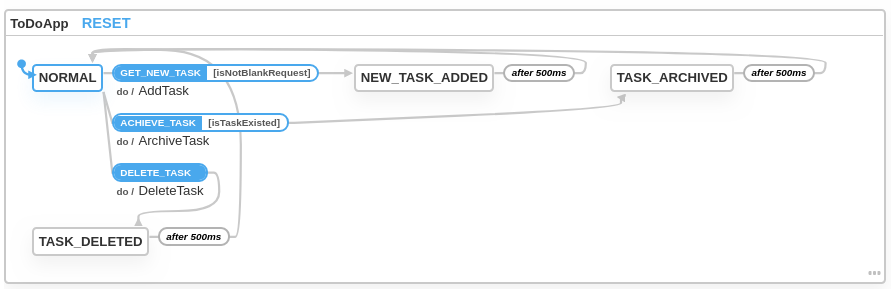 ToDoApp RESET
NORMAL
GET_NEW_TASK [isNotBlankRequest]
do / AddTask
ACHIEVE_TASK [isTaskExisted]
do / ArchiveTask
DELETE_TASK
do / DeleteTask
NEW_TASK_ADDED
after 500ms
TASK_ARCHIVED
after 500ms
TASK_DELETED
after 500ms